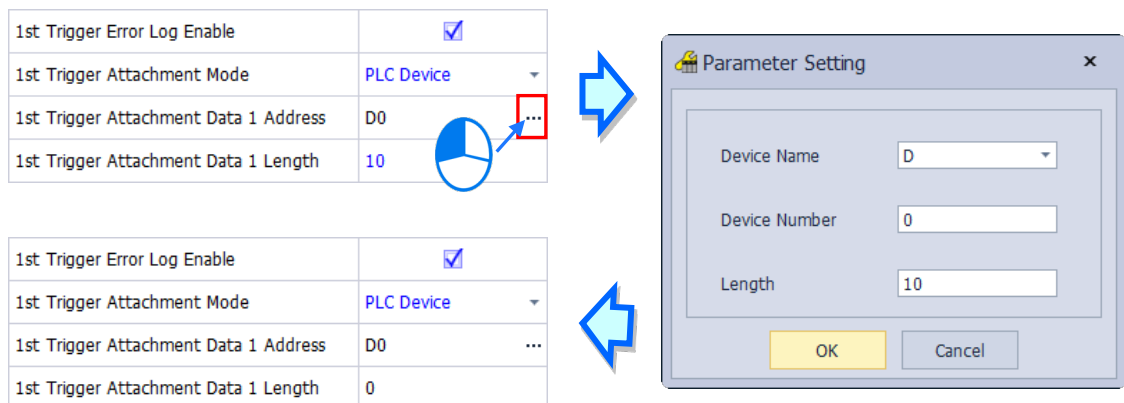 1st Trigger Error Log Enable
1st Trigger Attachment Mode PLC Device
1st Trigger Attachment Data 1 Address D0 ...
1st Trigger Attachment Data 1 Length 10
Parameter Setting
Device Name D
Device Number 0
Length 10
OK Cancel
1st Trigger Error Log Enable
1st Trigger Attachment Mode PLC Device
1st Trigger Attachment Data 1 Address D0 ...
1st Trigger Attachment Data 1 Length 0